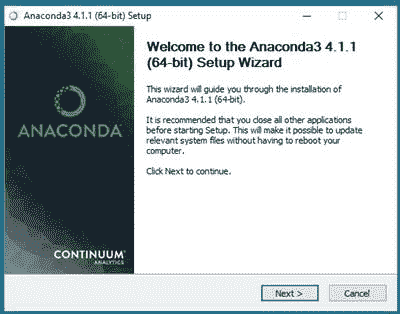 Anaconda3 4.1.1 (64-bit) Setup
Welcome to the Anaconda3 4.1.1
(64-bit) Setup Wizard
This wizard will guide you through the installation of
Anaconda3 4.1.1 (64-bit).
It is recommended that you close all other applications
before starting Setup. This will make it possible to update
relevant system files without having to reboot your
computer.
Click Next to continue.
ANACONDA
CONTINUUM
ANALYTICS
Next >
Cancel